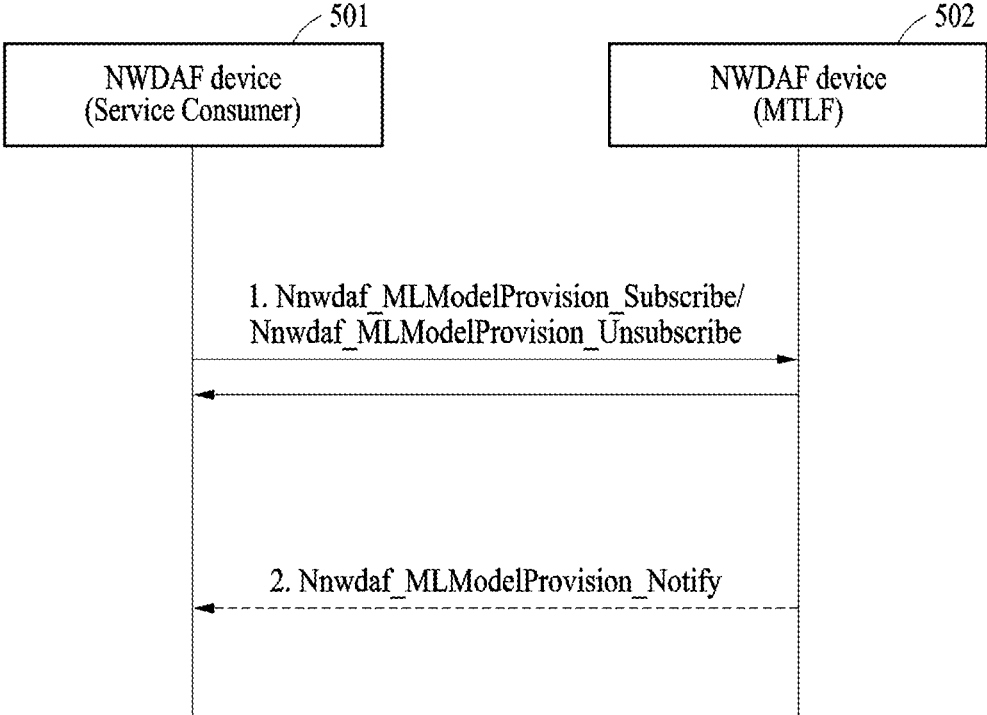 501
502
NWDAF device
(Service Consumer)
NWDAF device
(MTLF)
1. Nnwdaf_MLModelProvision_Subscribe/
Nnwdaf_MLModelProvision_Unsubscribe
2. Nnwdaf_MLModelProvision_Notify